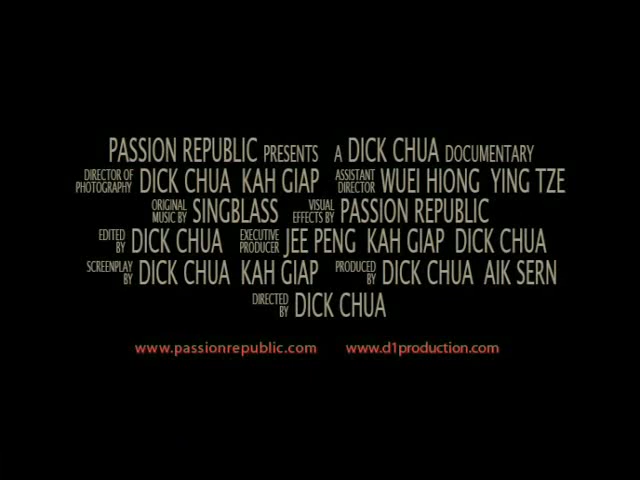 PASSION REPUBLIC PRESENTS A DICK CHUA DOCUMENTARY
DIRECTOR OF PHOTOGRAPHY DICK CHUA KAH GIAP ASSISTANT DIRECTOR WUEI HIONG YING TZE
ORIGINAL MUSIC BY SINGBLASS VISUAL EFFECTS BY PASSION REPUBLIC
EDITED BY DICK CHUA EXECUTIVE PRODUCER JEE PENG KAH GIAP DICK CHUA
SCREENPLAY BY DICK CHUA KAH GIAP PRODUCED BY DICK CHUA AIK SERN
DIRECTED BY DICK CHUA
www.passionrepublic.com www.d1production.com